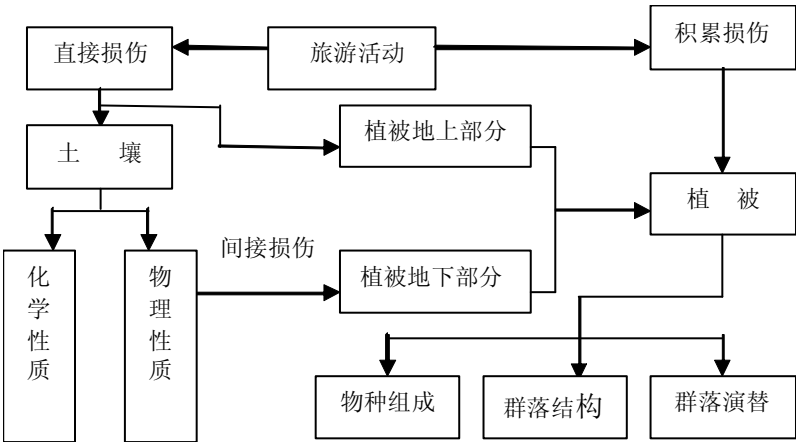 直接损伤
旅游活动
积累损伤
植被地上部分
土 壤
植 被
间接损伤
化学性质
物理性质
植被地下部分
物种组成
群落结构
群落演替